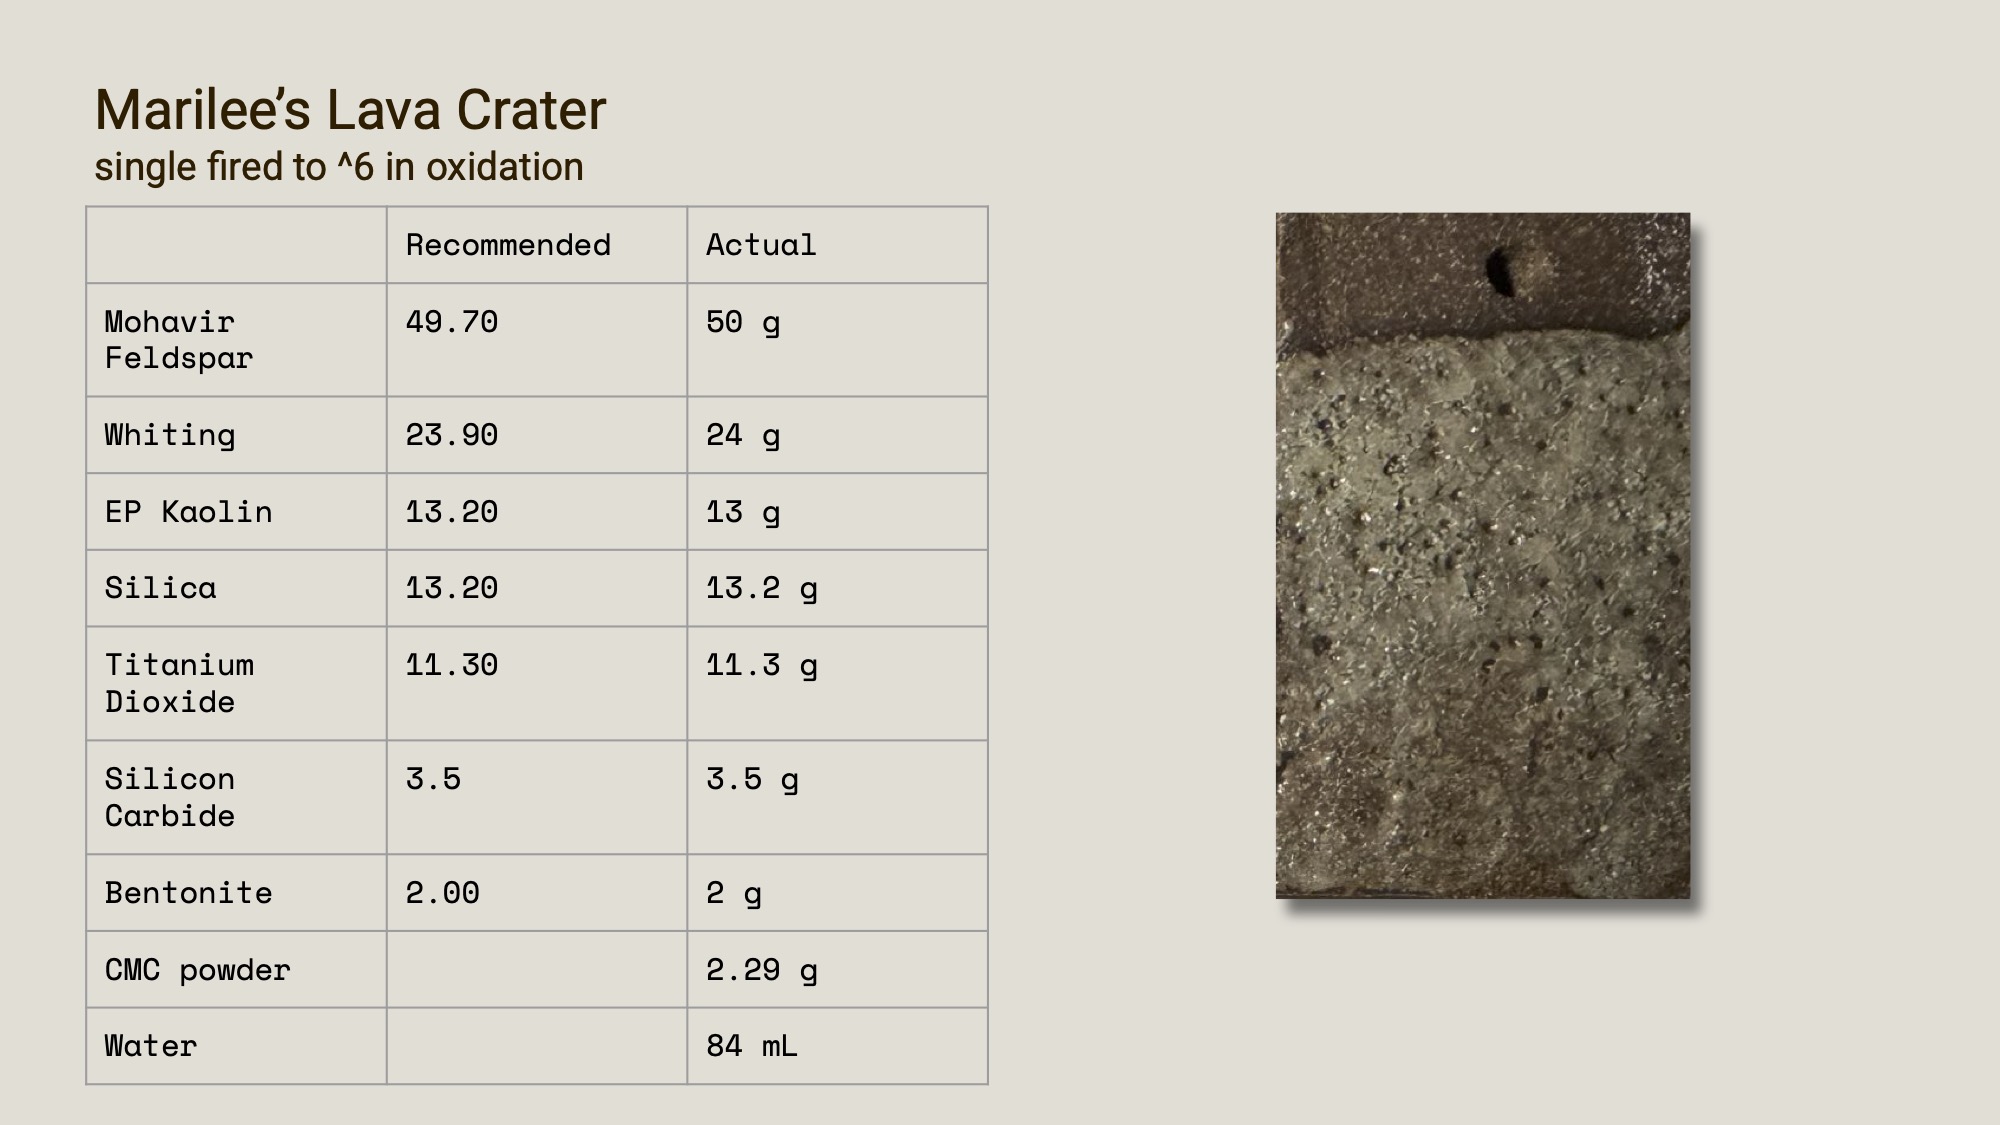 Marilee’s Lava Crater
single fired to ^6 in oxidation
Recommended Actual
Mohavir
Feldspar 49.70 50 g
Whiting 23.90 24 g
EP Kaolin 13.20 13 g
Silica 13.20 13.2 g
Titanium
Dioxide 11.30 11.3 g
Silicon
Carbide 3.5 3.5 g
Bentonite 2.00 2 g
CMC powder 2.29 g
Water 84 mL